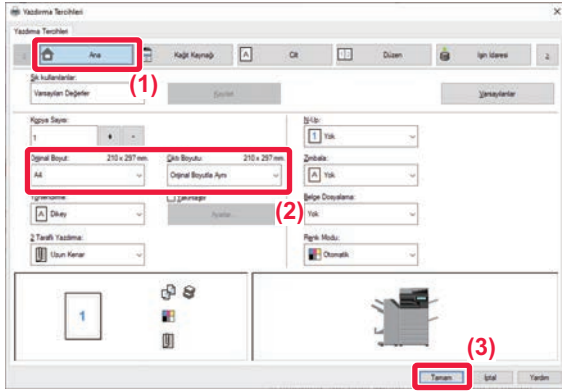 Yazdırma Tercihleri
Yazdırma Tercihleri
Ana
Kağıt Kaynağı
Cilt
Düzen
İşin İdaresi
(1)
Sık kullanılanlar:
Varsayılan Değerler
Kaydet
Varsayılanlar
Kopya Sayısı:
1
N-Up:
1 Yok
Orijinal Boyut: 210 x 297 mm.
Çıktı Boyutu: 210 x 297 mm.
A4
Orijinal Boyutla Aynı
Zımbala:
A Yok
(2)
Yönlendirme:
A Dikey
Yakınlaştır
Ayarlar...
Belge Dosyalama:
Yok
2 Taraflı Yazdırma:
Uzun Kenar
Renk Modu:
Otomatik
1
(3)
Tamam
İptal
Yardım